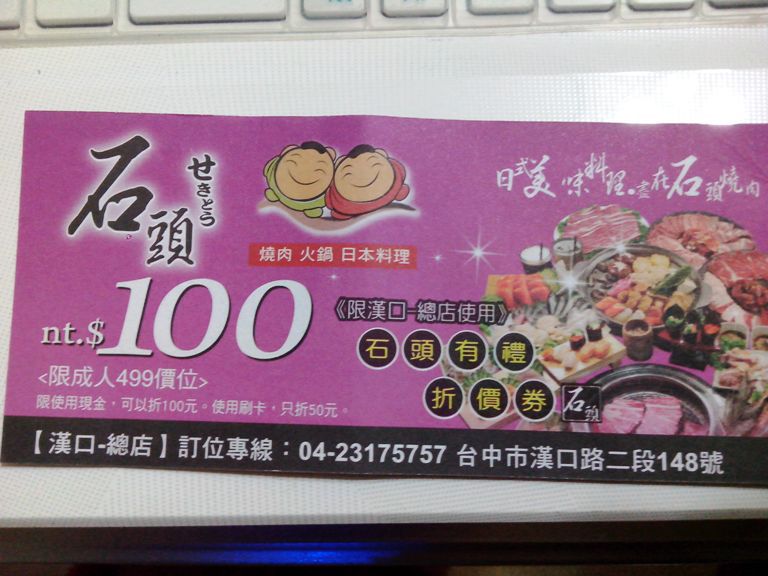 石頭
せきとう
燒肉 火鍋 日本料理
日式美味料理盡在石頭燒肉
nt.$100
《限漢口-總店使用》
石頭有禮
折價券
石頭
<限成人499價位>
限使用現金，可以折100元。使用刷卡，只折50元。
【漢口-總店】訂位專線：04-23175757 台中市漢口路二段148號